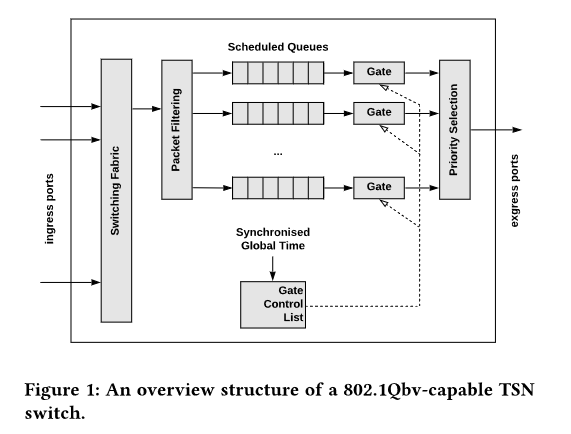 Scheduled Queues
ingress ports
Switching Fabric
Packet Filtering
Gate
Gate
...
Gate
Priority Selection
exgress ports
Synchronised
Global Time
Gate
Control
List
Figure 1: An overview structure of a 802.1Qbv-capable TSN
switch.